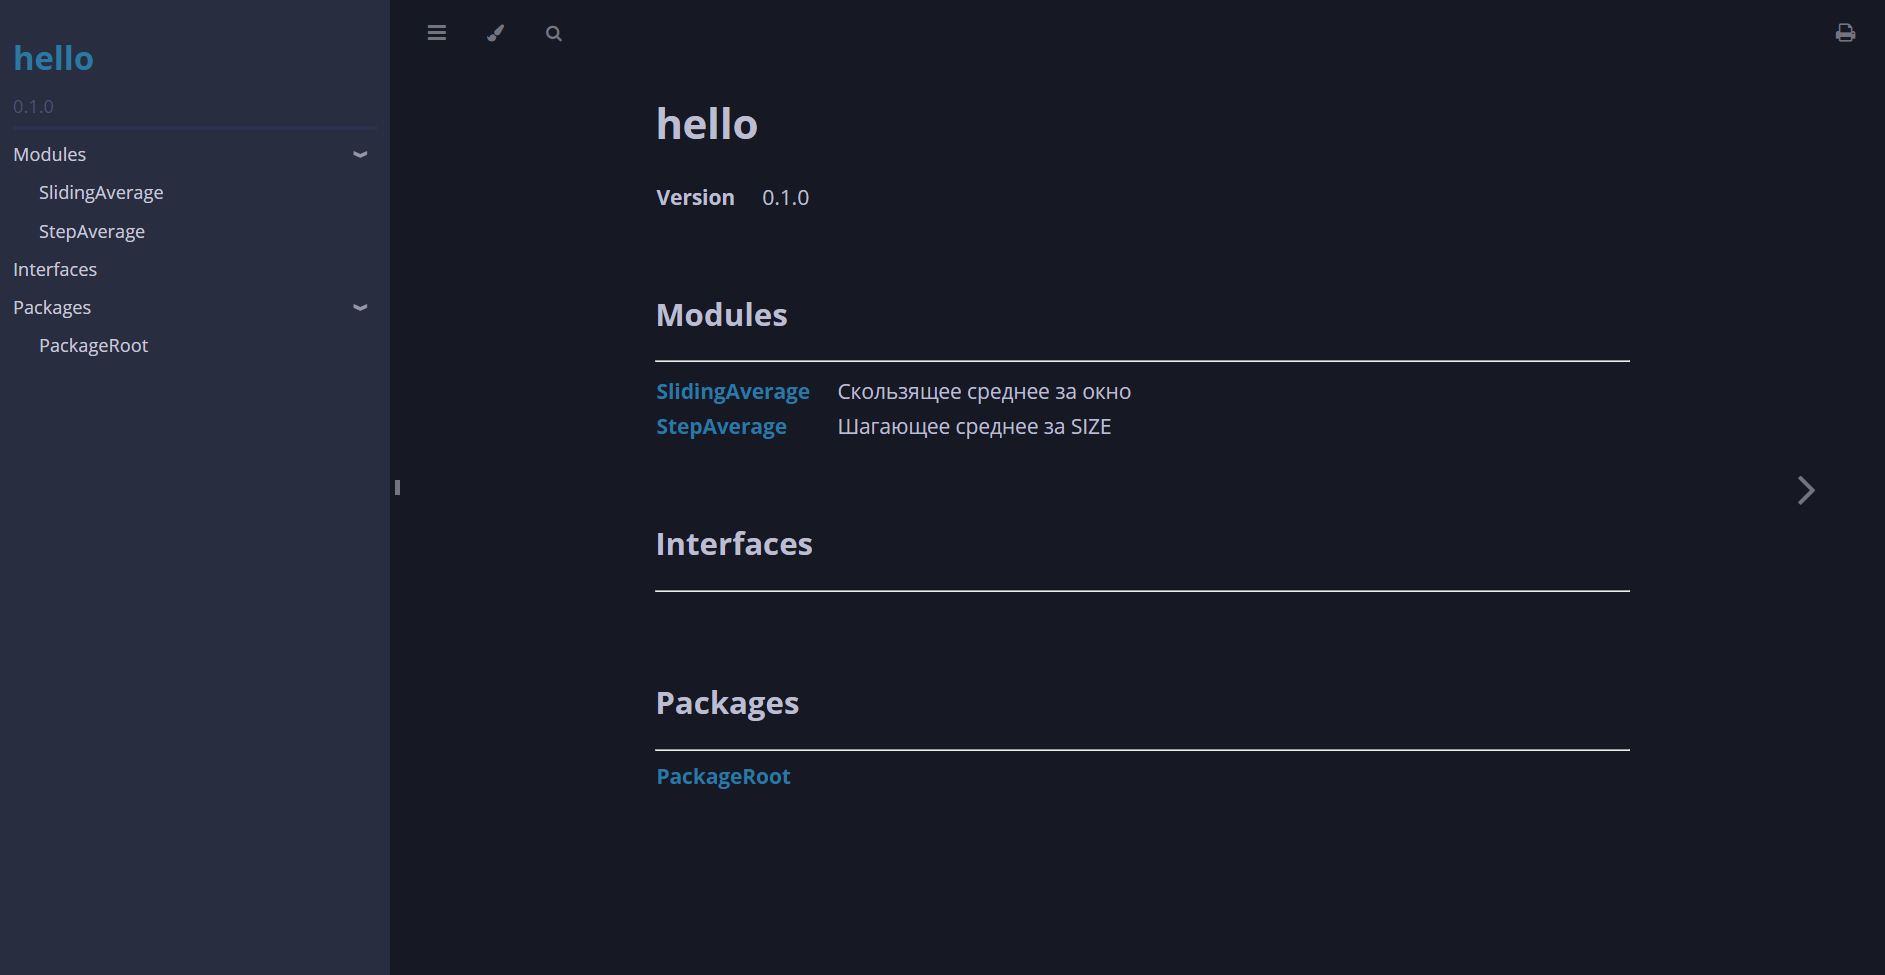 hello
0.1.0
Modules
SlidingAverage
StepAverage
Interfaces
Packages
PackageRoot
hello
Version 0.1.0
Modules
SlidingAverage Скользящее среднее за окно
StepAverage Шагающее среднее за SIZE
Interfaces
Packages
PackageRoot